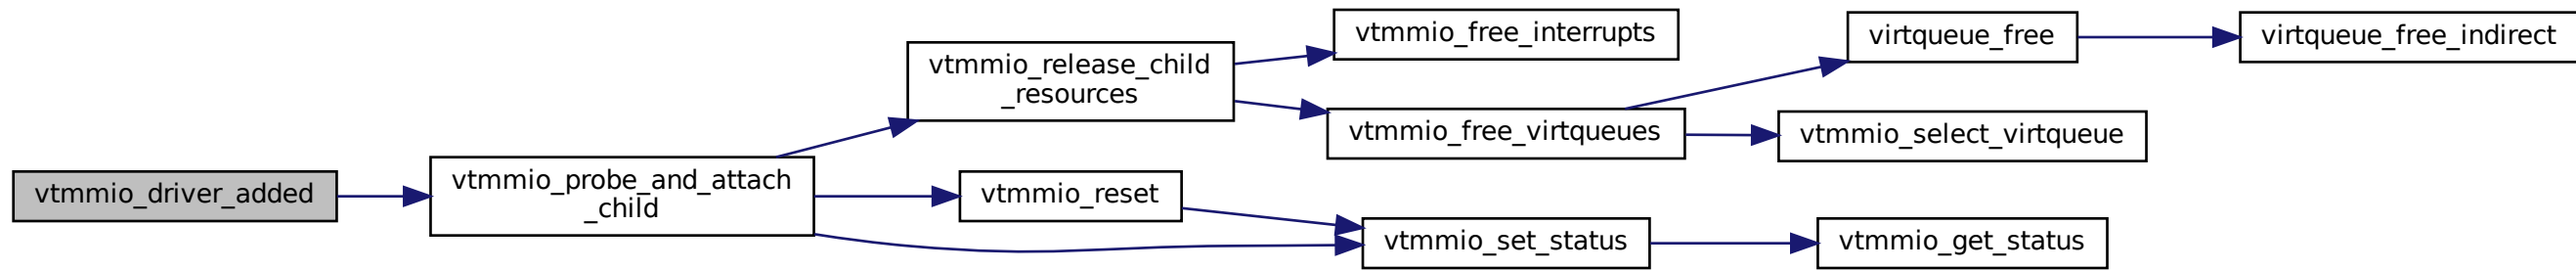 vtmmio_driver_added
vtmmio_probe_and_attach
_child
vtmmio_release_child
_resources
vtmmio_reset
vtmmio_free_interrupts
vtmmio_free_virtqueues
vtmmio_set_status
virtqueue_free
vtmmio_select_virtqueue
vtmmio_get_status
virtqueue_free_indirect